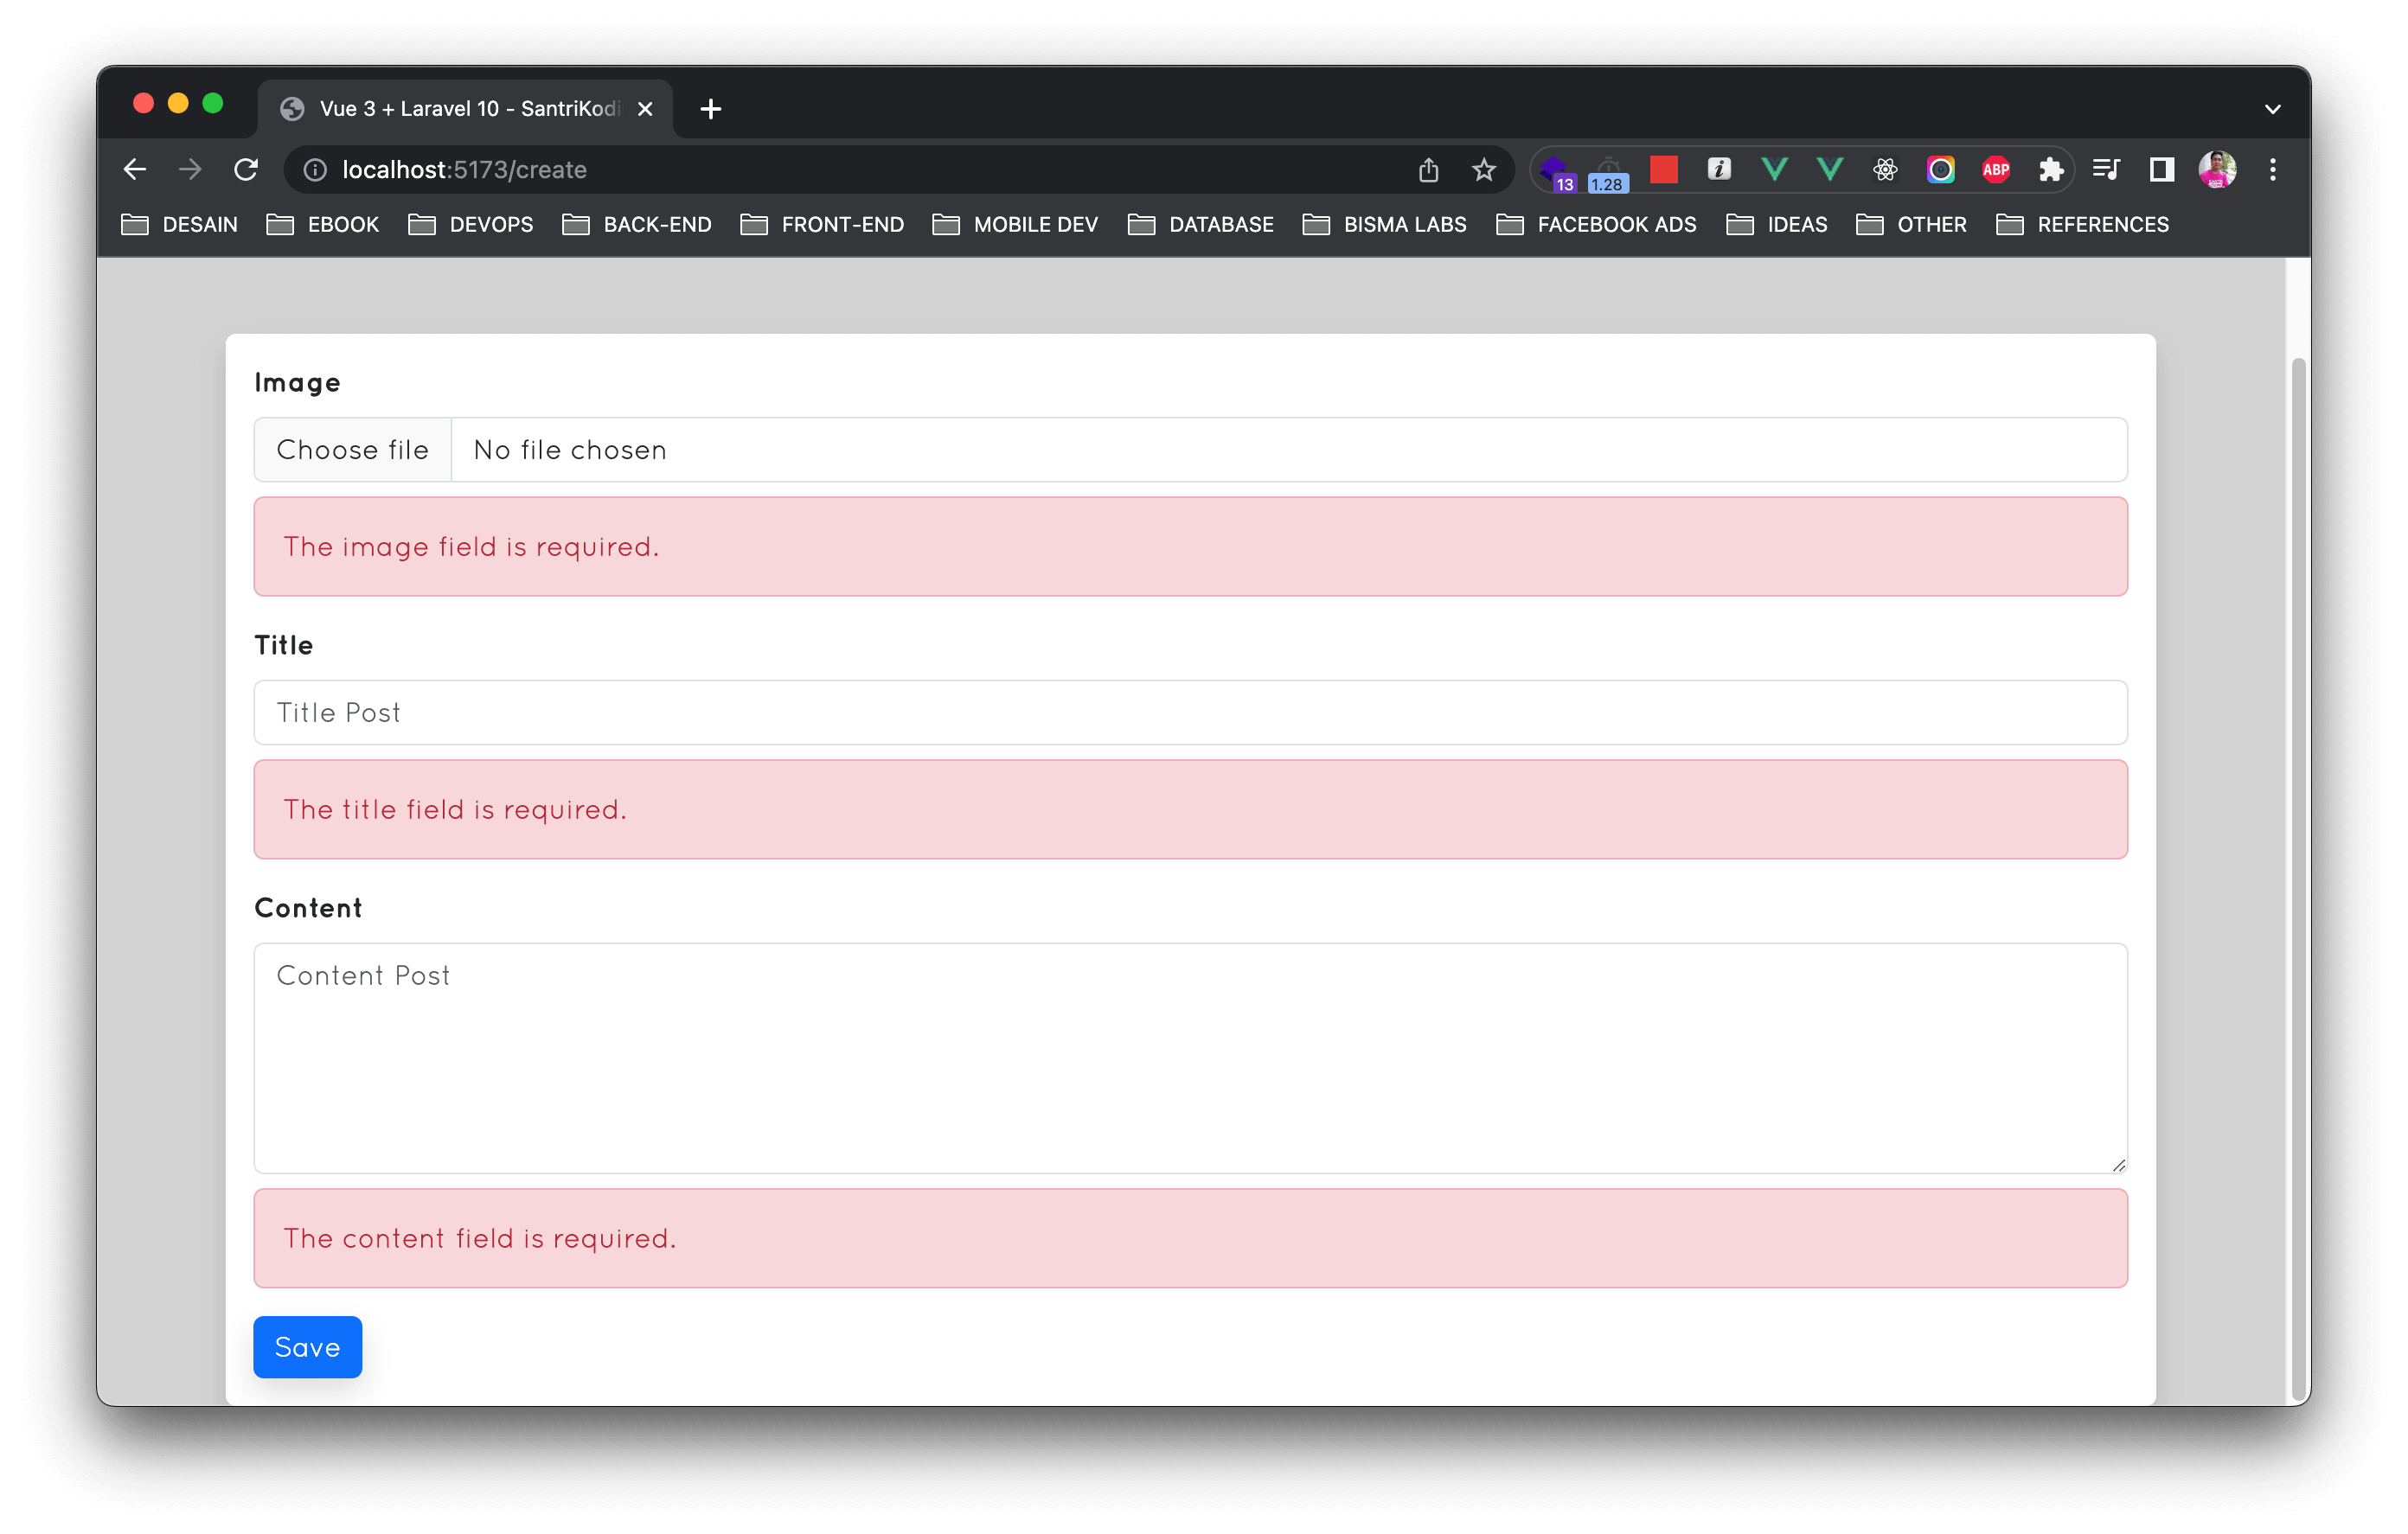 Vue 3 + Laravel 10 - SantriKodi
localhost:5173/create
13
1.28
i
ABP
DESAIN
EBOOK
DEVOPS
BACK-END
FRONT-END
MOBILE DEV
DATABASE
BISMA LABS
FACEBOOK ADS
IDEAS
OTHER
REFERENCES
Image
Choose file
No file chosen
The image field is required.
Title
Title Post
The title field is required.
Content
Content Post
The content field is required.
Save